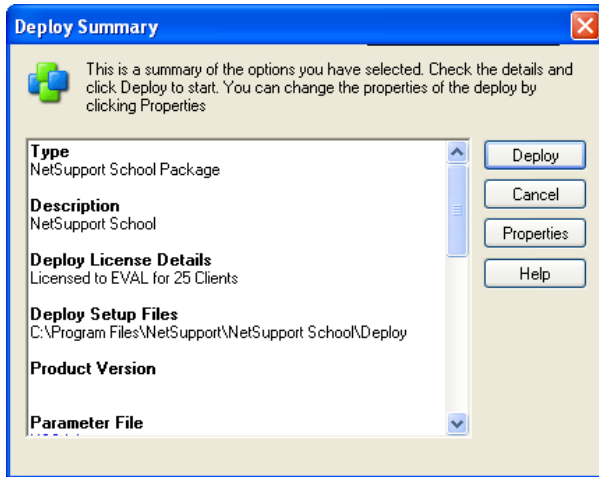 Deploy Summary
This is a summary of the options you have selected. Check the details and
click Deploy to start. You can change the properties of the deploy by
clicking Properties
Type
NetSupport School Package
Description
NetSupport School
Deploy License Details
Licensed to EVAL for 25 Clients
Deploy Setup Files
C:\Program Files\NetSupport\NetSupport School\Deploy
Product Version
Parameter File
Deploy
Cancel
Properties
Help